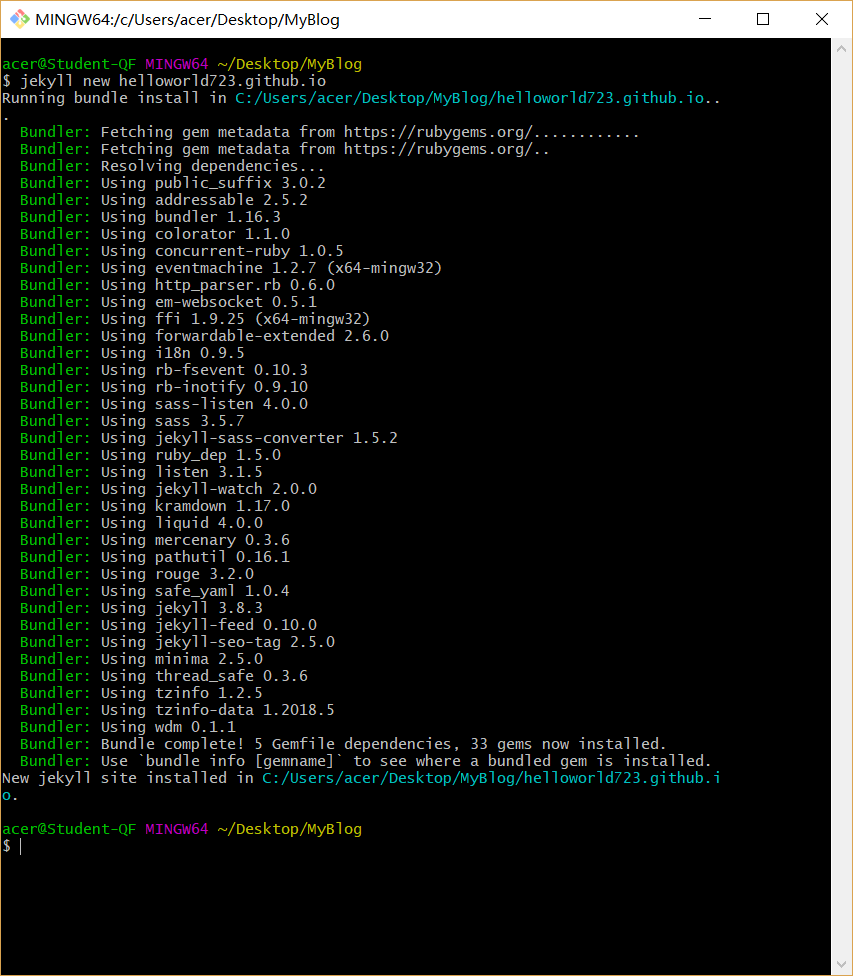 MINGW64:/c/Users/acer/Desktop/MyBlog
acer@Student-QF MINGW64 ~/Desktop/MyBlog
$ jekyll new helloworld723.github.io
Running bundle install in C:/Users/acer/Desktop/MyBlog/helloworld723.github.io..
.
  Bundler: Fetching gem metadata from https://rubygems.org/............
  Bundler: Fetching gem metadata from https://rubygems.org/..
  Bundler: Resolving dependencies...
  Bundler: Using public_suffix 3.0.2
  Bundler: Using addressable 2.5.2
  Bundler: Using bundler 1.16.3
  Bundler: Using colorator 1.1.0
  Bundler: Using concurrent-ruby 1.0.5
  Bundler: Using eventmachine 1.2.7 (x64-mingw32)
  Bundler: Using http_parser.rb 0.6.0
  Bundler: Using em-websocket 0.5.1
  Bundler: Using ffi 1.9.25 (x64-mingw32)
  Bundler: Using forwardable-extended 2.6.0
  Bundler: Using i18n 0.9.5
  Bundler: Using rb-fsevent 0.10.3
  Bundler: Using rb-inotify 0.9.10
  Bundler: Using sass-listen 4.0.0
  Bundler: Using sass 3.5.7
  Bundler: Using jekyll-sass-converter 1.5.2
  Bundler: Using ruby_dep 1.5.0
  Bundler: Using listen 3.1.5
  Bundler: Using jekyll-watch 2.0.0
  Bundler: Using kramdown 1.17.0
  Bundler: Using liquid 4.0.0
  Bundler: Using mercenary 0.3.6
  Bundler: Using pathutil 0.16.1
  Bundler: Using rouge 3.2.0
  Bundler: Using safe_yaml 1.0.4
  Bundler: Using jekyll 3.8.3
  Bundler: Using jekyll-feed 0.10.0
  Bundler: Using jekyll-seo-tag 2.5.0
  Bundler: Using minima 2.5.0
  Bundler: Using thread_safe 0.3.6
  Bundler: Using tzinfo 1.2.5
  Bundler: Using tzinfo-data 1.2018.5
  Bundler: Using wdm 0.1.1
  Bundler: Bundle complete! 5 Gemfile dependencies, 33 gems now installed.
  Bundler: Use `bundle info [gemname]` to see where a bundled gem is installed.
New jekyll site installed in C:/Users/acer/Desktop/MyBlog/helloworld723.github.i
o.
acer@Student-QF MINGW64 ~/Desktop/MyBlog
$